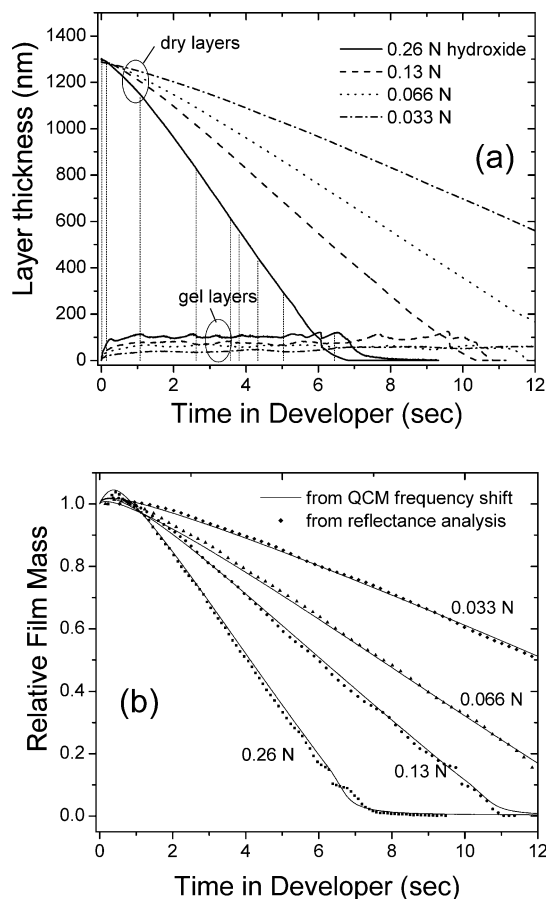 1400
1200
1000
800
600
400
200
0
Layer thickness (nm)
dry layers
gel layers
0.26 N hydroxide
0.13 N
0.066 N
0.033 N
(a)
0 2 4 6 8 10 12
Time in Developer (sec)
1.0
0.8
0.6
0.4
0.2
0.0
Relative Film Mass
from QCM frequency shift
from reflectance analysis
0.033 N
0.066 N
0.13 N
0.26 N
(b)
0 2 4 6 8 10 12
Time in Developer (sec)